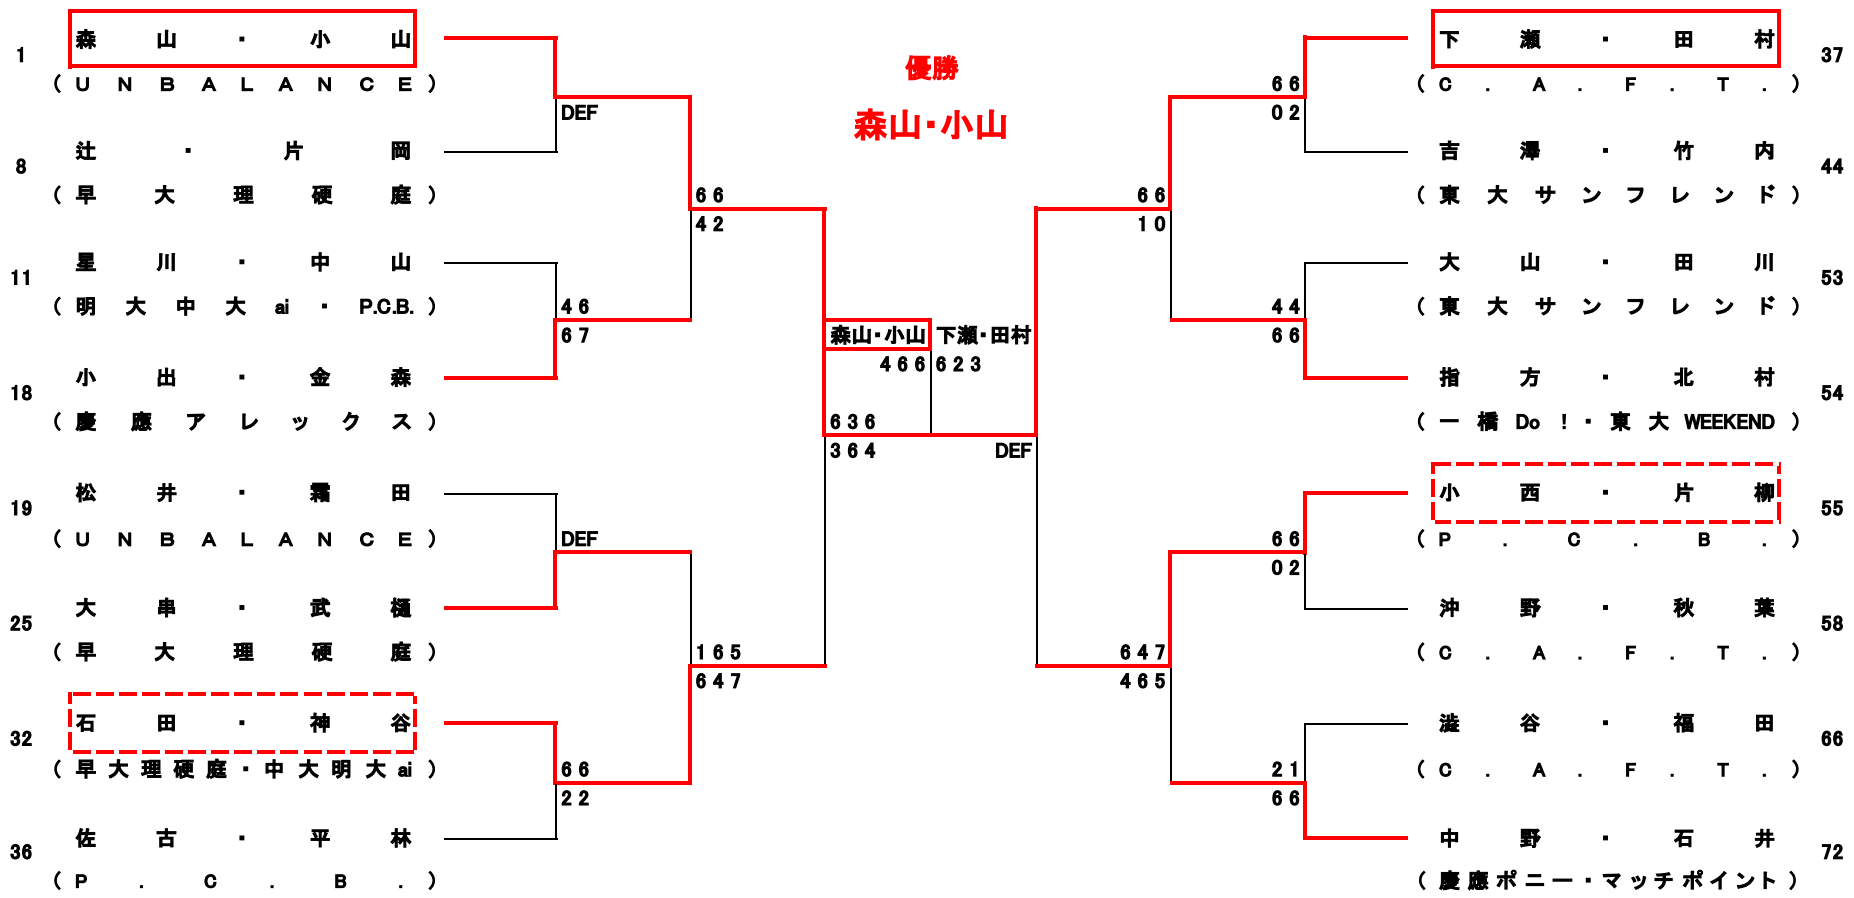 1
森山・小山
(UNBALANCE)
8
辻・片岡
(早大理硬庭)
11
星川・中山
(明大中大ai・P.C.B.)
18
小出・金森
(慶應アレックス)
19
松井・霜田
(UNBALANCE)
25
大串・武樋
(早大理硬庭)
32
石田・神谷
(早大理硬庭・中大明大ai)
36
佐古・平林
(P.C.B.)
DEF
46
67
DEF
66
22
66
42
165
647
636
364
優勝
森山・小山
森山・小山 下瀬・田村
466 623
DEF
66
10
647
465
66
02
44
66
66
02
21
66
下瀬・田村
37
(C.A.F.T.)
吉澤・竹内
44
(東大サンフレンド)
大山・田川
53
(東大サンフレンド)
指方・北村
54
(一橋Do!・東大WEEKEND)
小西・片柳
55
(P.C.B.)
沖野・秋葉
58
(C.A.F.T.)
澁谷・福田
66
(C.A.F.T.)
中野・石井
72
(慶應ポニー・マッチポイント)